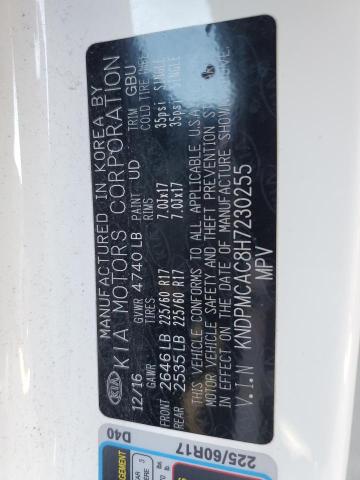 MANUFACTURED IN KOREA BY
KIA KIA MOTORS CORPORATION
12/16 GVWR 4740LB PAINT UD TRIM GBU
GAWR TIRES RIMS COLD TIRE
FRONT 2646LB 225/60 R17 7.0Jx17 35psi SINGLE
REAR 2535LB 225/60 R17 7.0Jx17 35psi SINGLE
THIS VEHICLE CONFORMS TO ALL APPLICABLE U.S.A.
MOTOR VEHICLE SAFETY AND THEFT PREVENTION
IN EFFECT ON THE DATE OF MANUFACTURE SHOWN
V.I.N KNDPMCAC8H7230255
MPV
225/60R17
D40